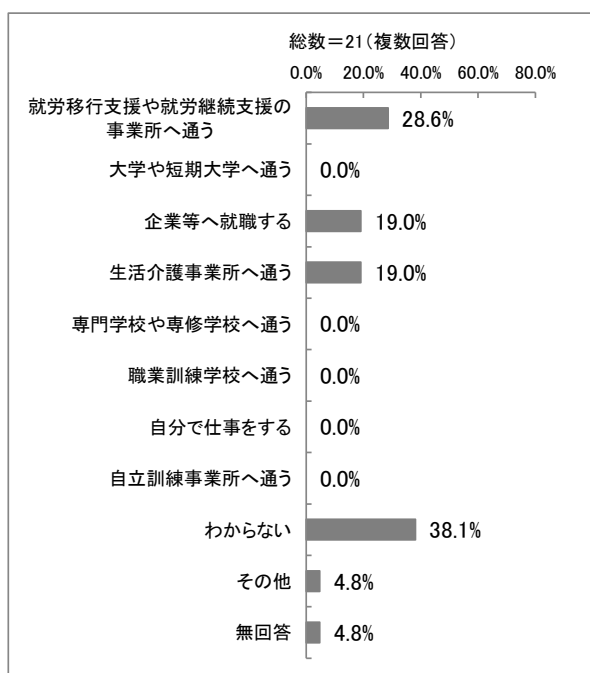 総数＝21（複数回答）
0.0% 20.0% 40.0% 60.0% 80.0%
就労移行支援や就労継続支援の
事業所へ通う
28.6%
大学や短期大学へ通う 0.0%
企業等へ就職する 19.0%
生活介護事業所へ通う 19.0%
専門学校や専修学校へ通う 0.0%
職業訓練学校へ通う 0.0%
自分で仕事をする 0.0%
自立訓練事業所へ通う 0.0%
わからない 38.1%
その他 4.8%
無回答 4.8%